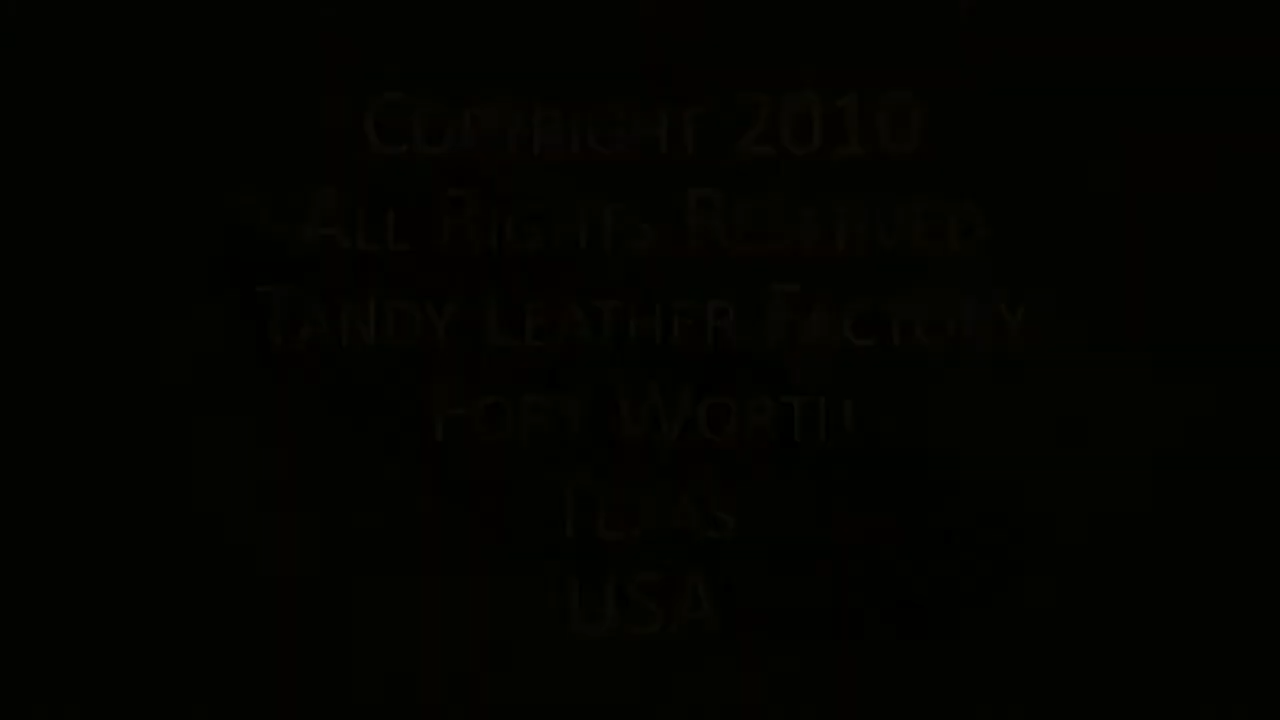 Copyright 2010
All Rights Reserved
Tandy Leather Factory
Fort Worth
Texas
USA